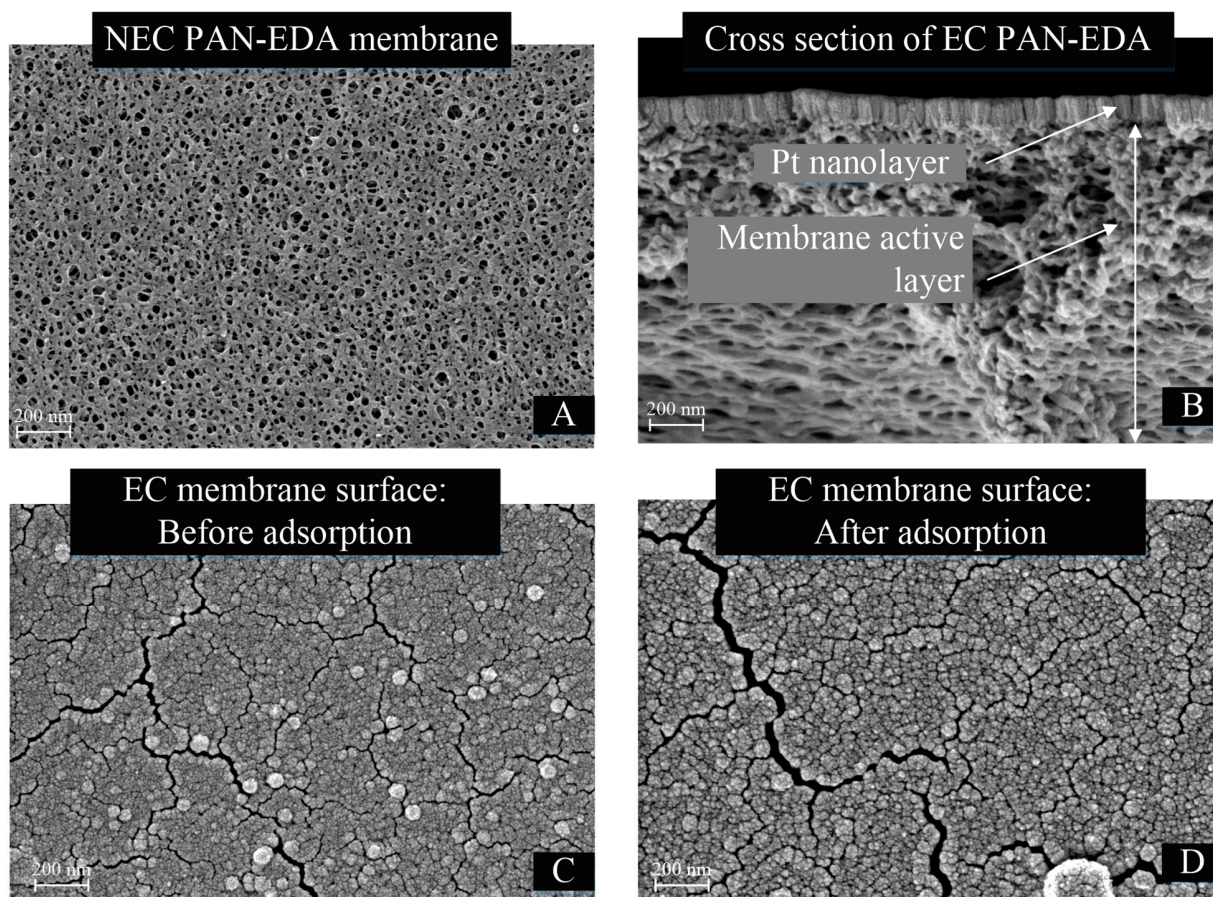 NEC PAN-EDA membrane
200 nm
A
Cross section of EC PAN-EDA
Pt nanolayer
Membrane active
layer
200 nm
B
EC membrane surface:
Before adsorption
200 nm
C
EC membrane surface:
After adsorption
200 nm
D